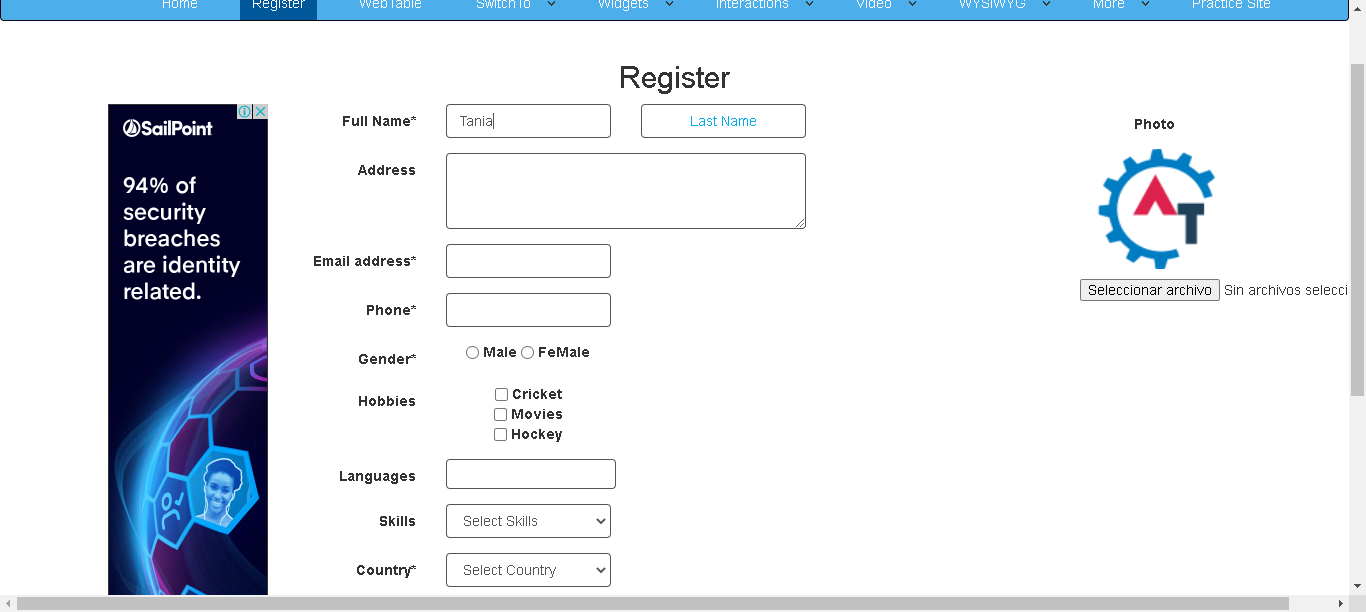 Home Register WebTable SwitchTo Widgets Interactions Video WYSIWYG More Practice Site
Register
SailPoint
94% of
security
breaches
are identity
related.
Full Name* Tania Last Name
Address
Email address*
Phone*
Gender* Male FeMale
Hobbies Cricket
Movies
Hockey
Languages
Skills Select Skills
Country* Select Country
Photo
AT
Seleccionar archivo Sin archivos selecci